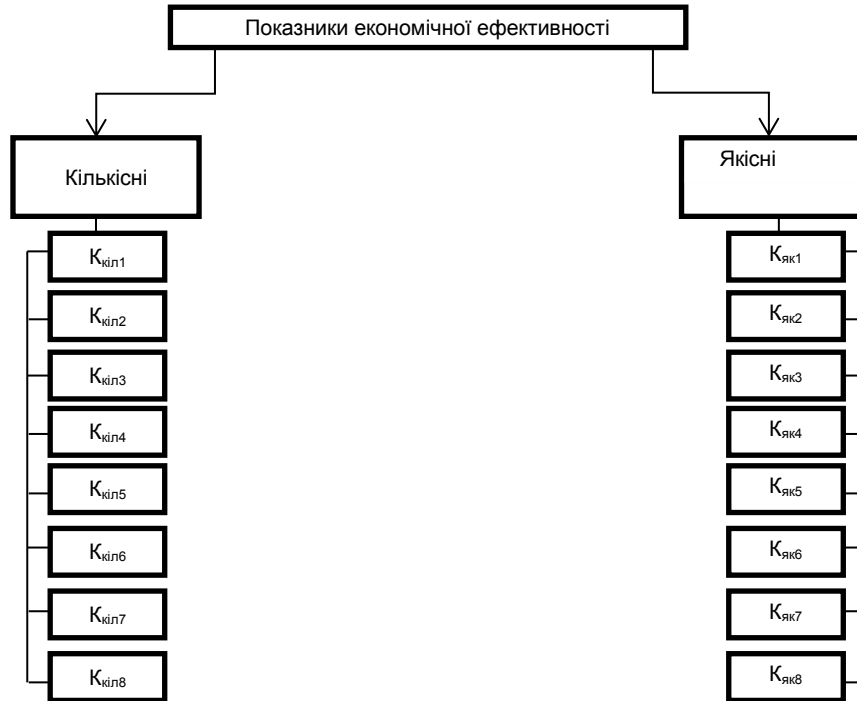 Показники економічної ефективності
Кількісні
Якісні
Ккіл1
Кяк1
Ккіл2
Кяк2
Ккіл3
Кяк3
Ккіл4
Кяк4
Ккіл5
Кяк5
Ккіл6
Кяк6
Ккіл7
Кяк7
Ккіл8
Кяк8